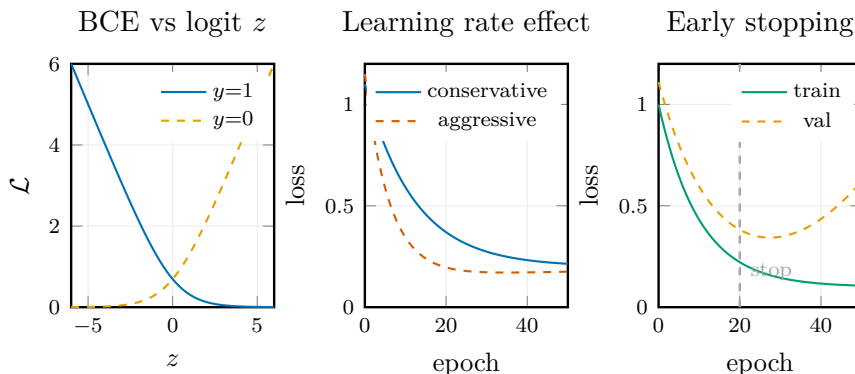 BCE vs logit z
6
4
2
0
−5
0
5
z
ℒ
y=1
y=0
Learning rate effect
1
0.5
0
0
20
40
epoch
loss
conservative
aggressive
Early stopping
1
0.5
0
0
20
40
epoch
loss
train
val
stop